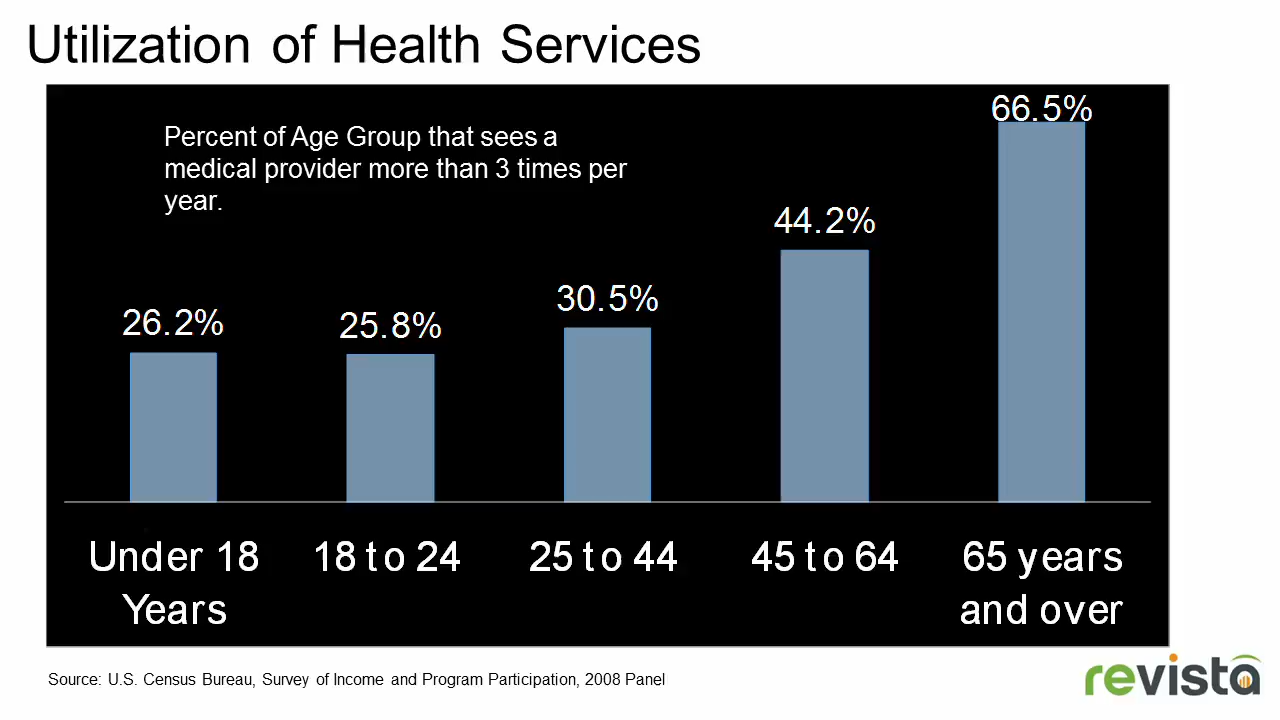 Utilization of Health Services
Percent of Age Group that sees a
medical provider more than 3 times per
year.
26.2%
25.8%
30.5%
44.2%
66.5%
Under 18
Years
18 to 24
25 to 44
45 to 64
65 years
and over
Source: U.S. Census Bureau, Survey of Income and Program Participation, 2008 Panel
revista